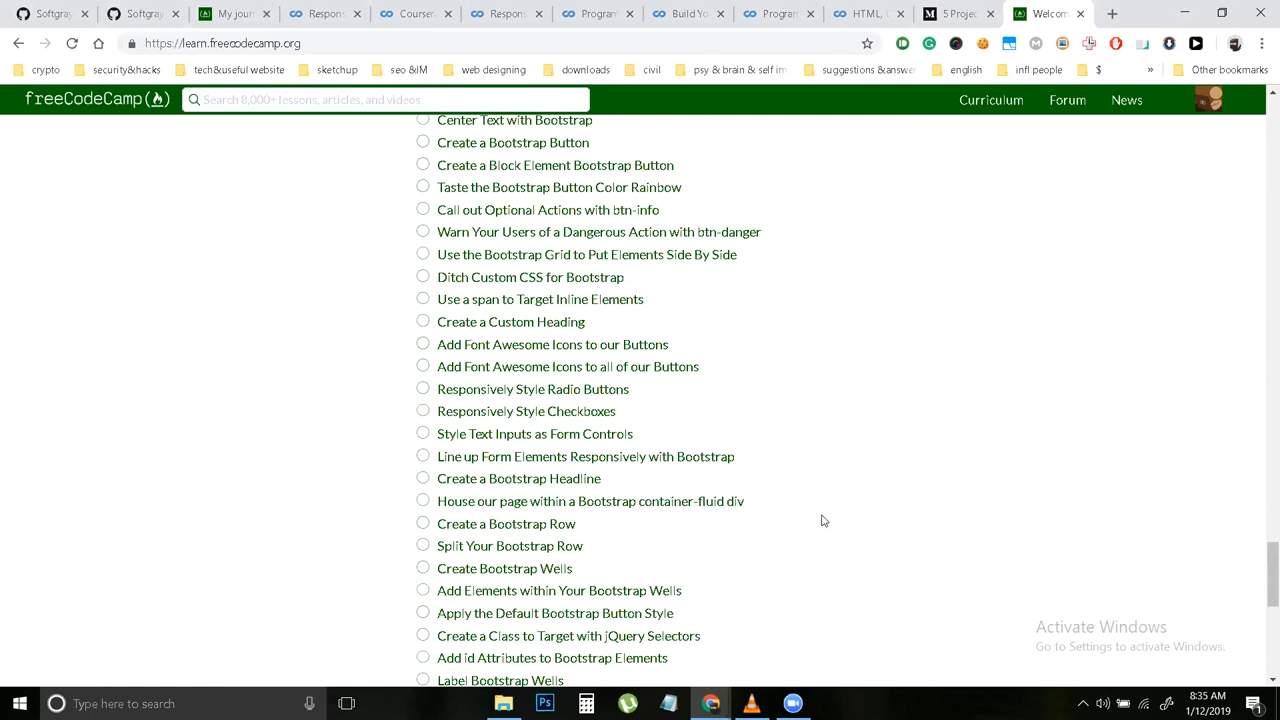 Softgray
Softgray
My journ
Respons
Courser
Respons
Program
Build Yo
Program
HTML, C
5 Projec
Welcom
https://learn.freecodecamp.org
crypto
security&hacks
tech&useful website
sketchup
seo &IM
web designing
downloads
civil
psy & brain & self im
suggestions &answe
english
infl people
$
»
Other bookmarks
freeCodeCamp
Search 8,000+ lessons, articles, and videos
Curriculum
Forum
News
Center Text with Bootstrap
Create a Bootstrap Button
Create a Block Element Bootstrap Button
Taste the Bootstrap Button Color Rainbow
Call out Optional Actions with btn-info
Warn Your Users of a Dangerous Action with btn-danger
Use the Bootstrap Grid to Put Elements Side By Side
Ditch Custom CSS for Bootstrap
Use a span to Target Inline Elements
Create a Custom Heading
Add Font Awesome Icons to our Buttons
Add Font Awesome Icons to all of our Buttons
Responsively Style Radio Buttons
Responsively Style Checkboxes
Style Text Inputs as Form Controls
Line up Form Elements Responsively with Bootstrap
Create a Bootstrap Headline
House our page within a Bootstrap container-fluid div
Create a Bootstrap Row
Split Your Bootstrap Row
Create Bootstrap Wells
Add Elements within Your Bootstrap Wells
Apply the Default Bootstrap Button Style
Create a Class to Target with jQuery Selectors
Add id Attributes to Bootstrap Elements
Label Bootstrap Wells
Activate Windows
Go to Settings to activate Windows.
Type here to search
8:35 AM
1/12/2019